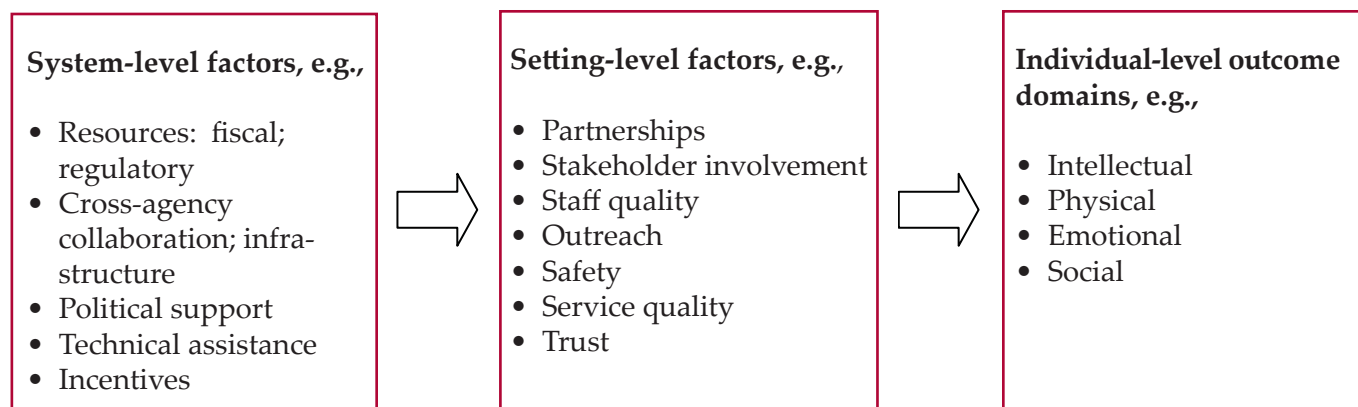 System-level factors, e.g.,
• Resources:  fiscal;
regulatory
• Cross-agency
collaboration; infra-
structure
• Political support
• Technical assistance
• Incentives
Setting-level factors, e.g.,
• Partnerships
• Stakeholder involvement
• Staff quality
• Outreach
• Safety
• Service quality
• Trust
Individual-level outcome
domains, e.g.,
• Intellectual
• Physical
• Emotional
• Social